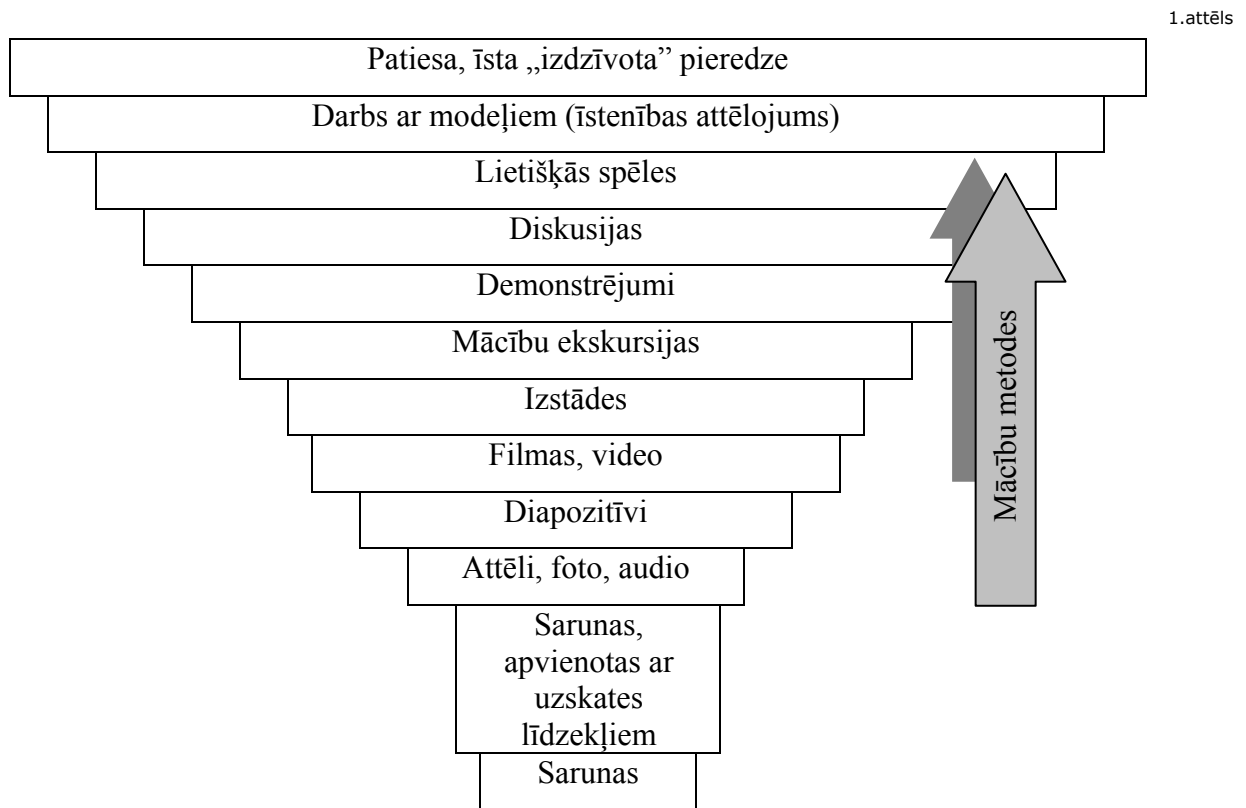 1.attēls
Patiesa, īsta „izdzīvota” pieredze
Darbs ar modeļiem (īstenības attēlojums)
Lietišķās spēles
Diskusijas
Demonstrējumi
Mācību ekskursijas
Izstādes
Filmas, video
Diapozitīvi
Attēli, foto, audio
Sarunas,
apvienotas ar
uzskates
līdzekļiem
Sarunas
Mācību metodes